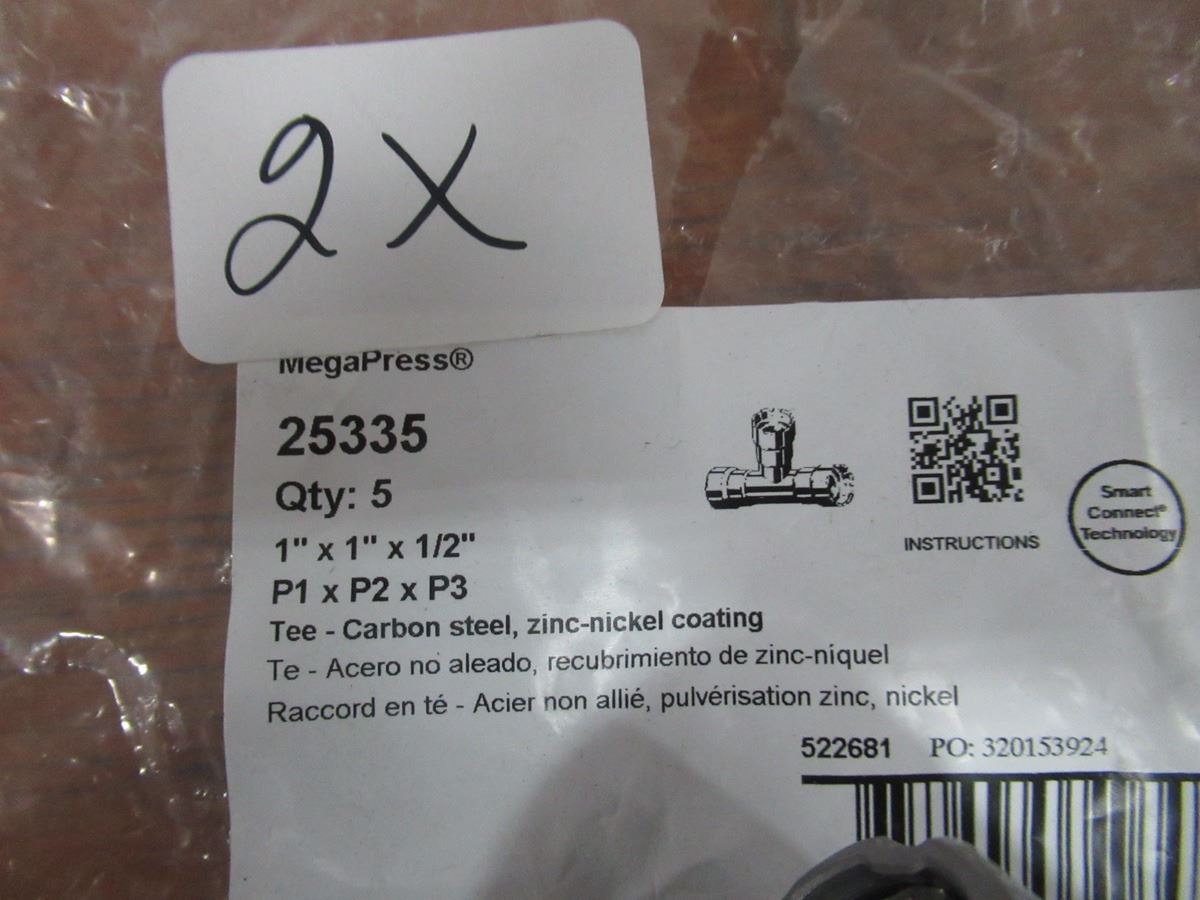 2X
MegaPress®
25335
Qty: 5
1" x 1" x 1/2"
P1 x P2 x P3
Tee - Carbon steel, zinc-nickel coating
Te - Acero no aleado, recubrimiento de zinc-níquel
Raccord en té - Acier non allié, pulvérisation zinc, nickel
INSTRUCTIONS
Smart
Connect®
Technology
522681 PO: 320153924